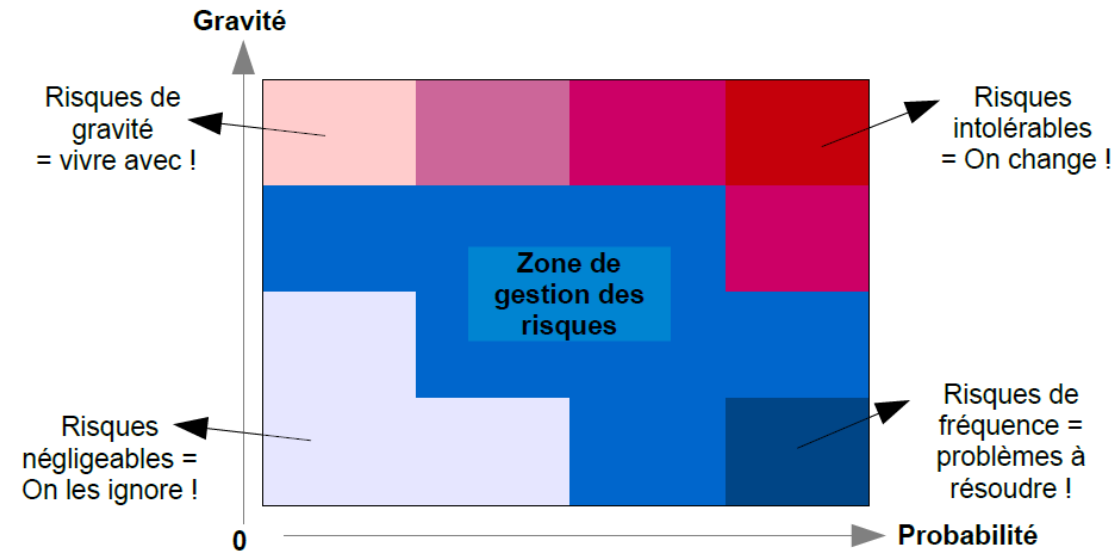 Gravité
Risques de
gravité
= vivre avec !
Risques
intolérables
= On change !
Zone de
gestion des
risques
Risques
négligeables =
On les ignore !
Risques de
fréquence =
problèmes à
résoudre !
0
Probabilité